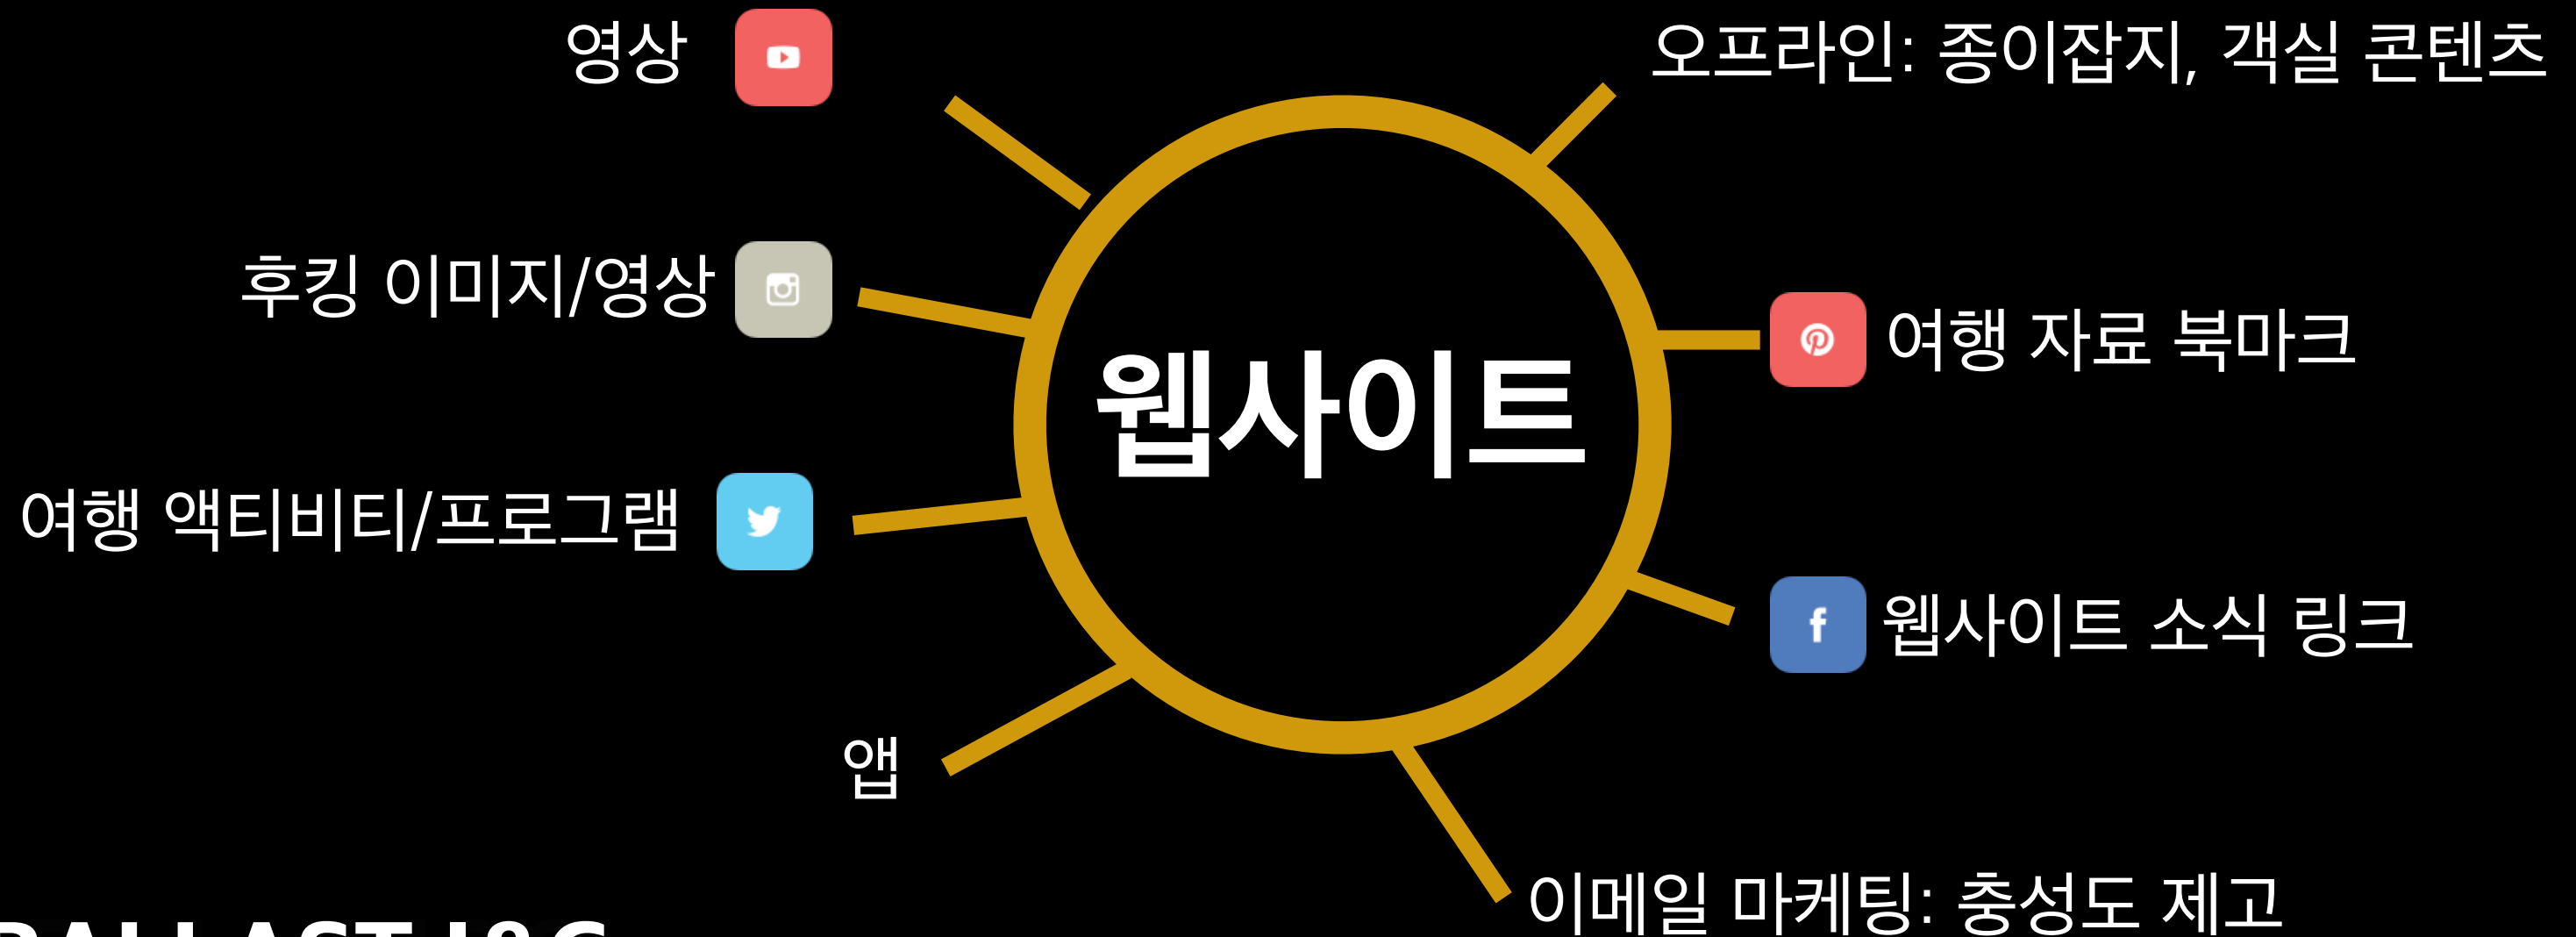 영상
오프라인: 종이잡지, 객실 콘텐츠
후킹 이미지/영상
여행 자료 북마크
웹사이트
여행 액티비티/프로그램
웹사이트 소식 링크
앱
이메일 마케팅: 충성도 제고
BALLAST I&C